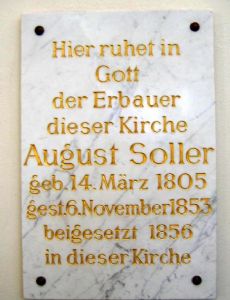 Hier ruhet in
Gott
der Erbauer
dieser Kirche
August Soller
geb. 14. März 1805
gest. 6. November 1853
beigesetzt 1856
in dieser Kirche